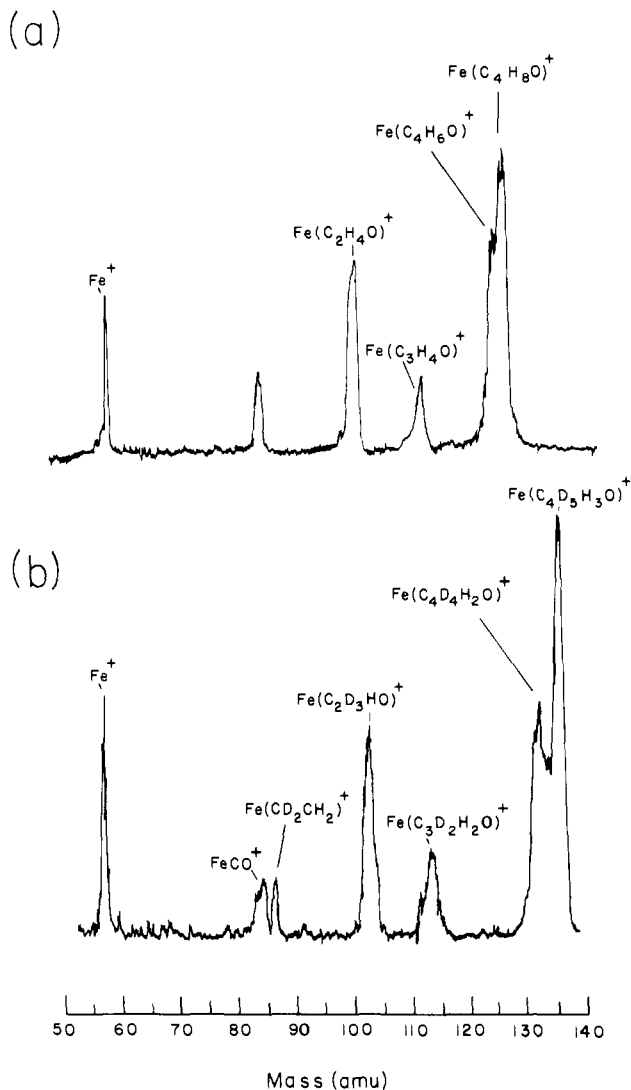 (a)
Fe(C₄H₈O)⁺
Fe(C₄H₆O)⁺
Fe(C₂H₄O)⁺
Fe⁺
Fe(C₃H₄O)⁺
(b)
Fe(C₄D₅H₃O)⁺
Fe(C₄D₄H₂O)⁺
Fe⁺
Fe(C₂D₃HO)⁺
Fe(CD₂CH₂)⁺
FeCO⁺
Fe(C₃D₂H₂O)⁺
50 60 70 80 90 100 110 120 130 140
Mass (amu)